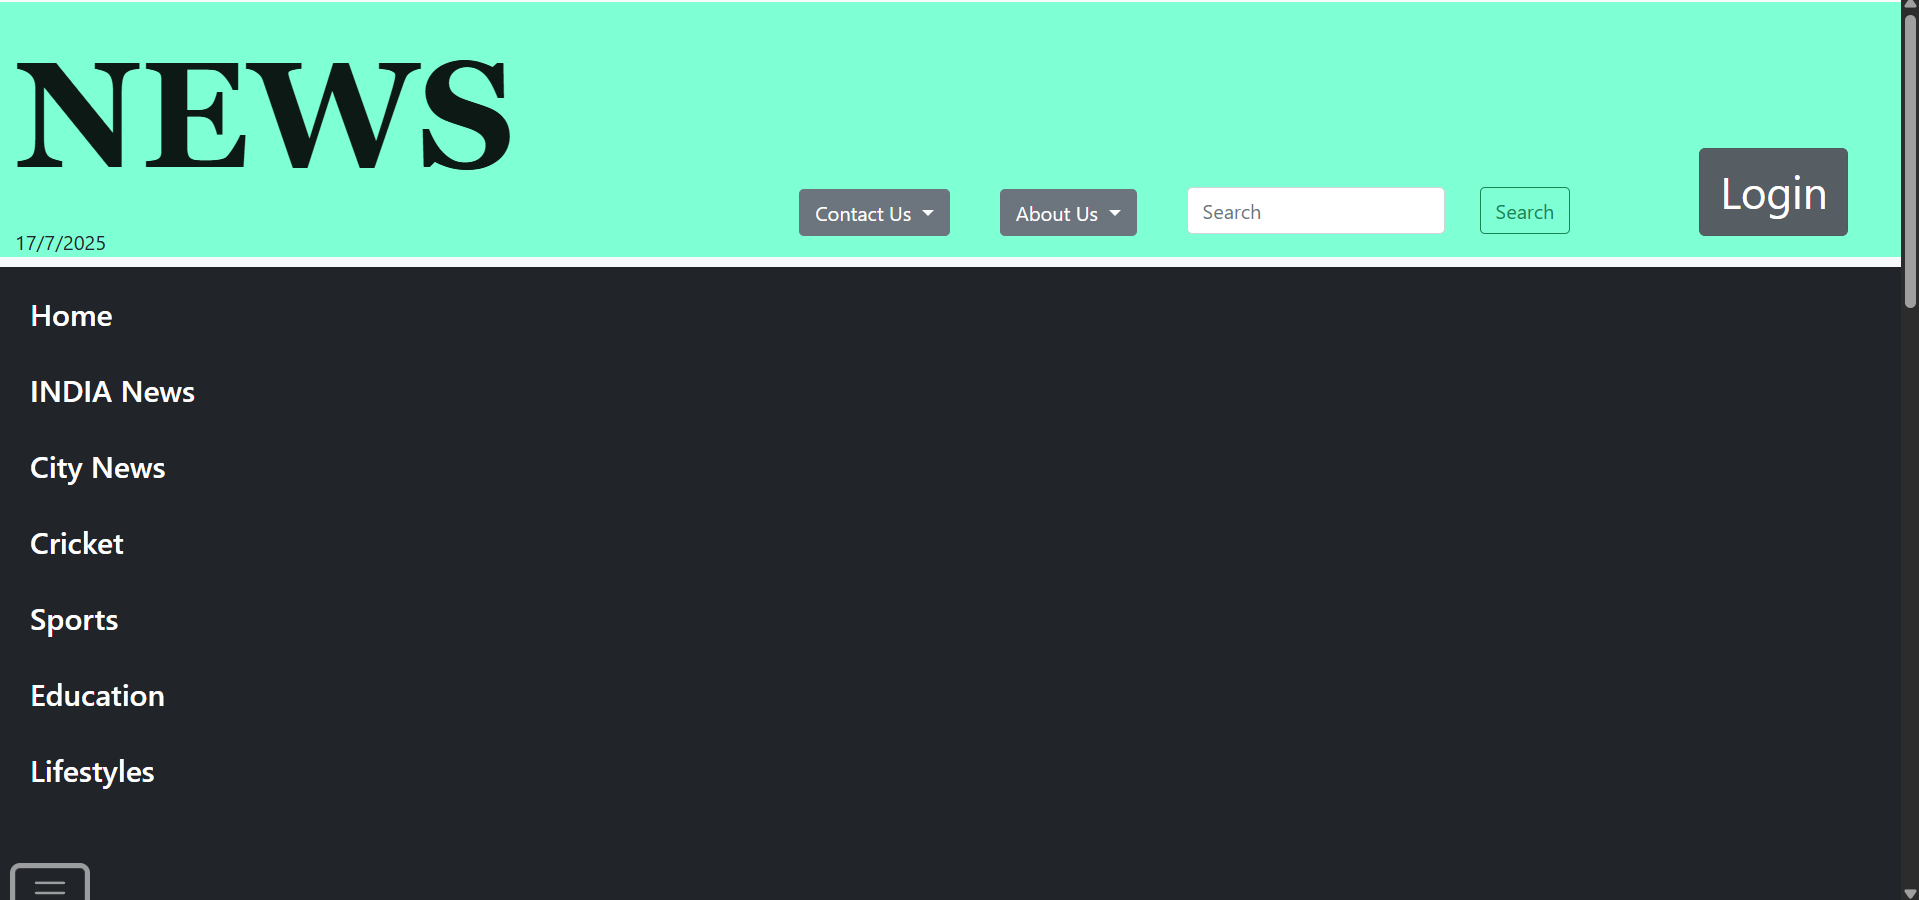 NEWS
17/7/2025
Contact Us
About Us
Search
Search
Login
Home
INDIA News
City News
Cricket
Sports
Education
Lifestyles